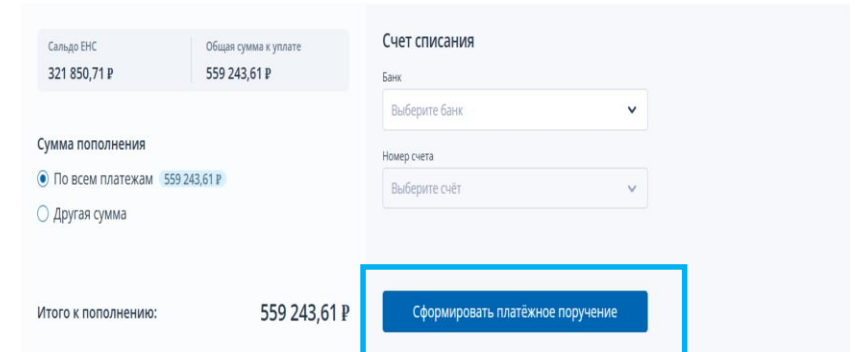 Сальдо ЕНС
321 850,71 ₽
Общая сумма к уплате
559 243,61 ₽
Сумма пополнения
По всем платежам 559 243,61 ₽
Другая сумма
Итого к пополнению: 559 243,61 ₽
Счет списания
Банк
Выберите банк
Номер счета
Выберите счёт
Сформировать платёжное поручение